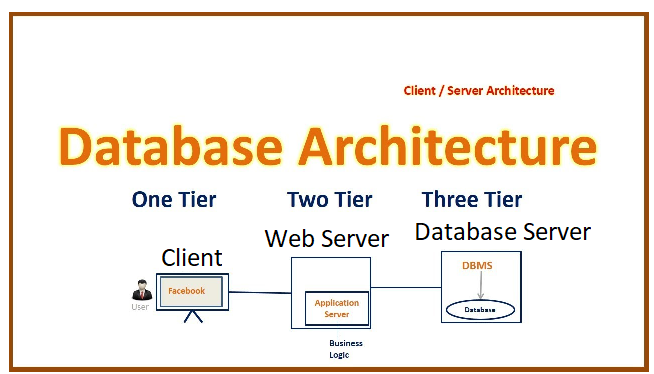 Client / Server Architecture
Database Architecture
One Tier Two Tier Three Tier
Client Web Server Database Server
User
Facebook
Application
Server
Business
Logic
DBMS
Database